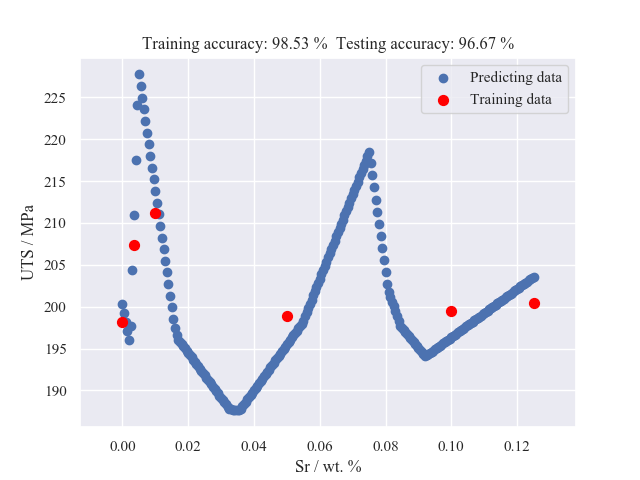 Training accuracy: 98.53 %  Testing accuracy: 96.67 %
Predicting data
Training data
225
220
215
210
205
200
195
190
UTS / MPa
0.00 0.02 0.04 0.06 0.08 0.10 0.12
Sr / wt. %